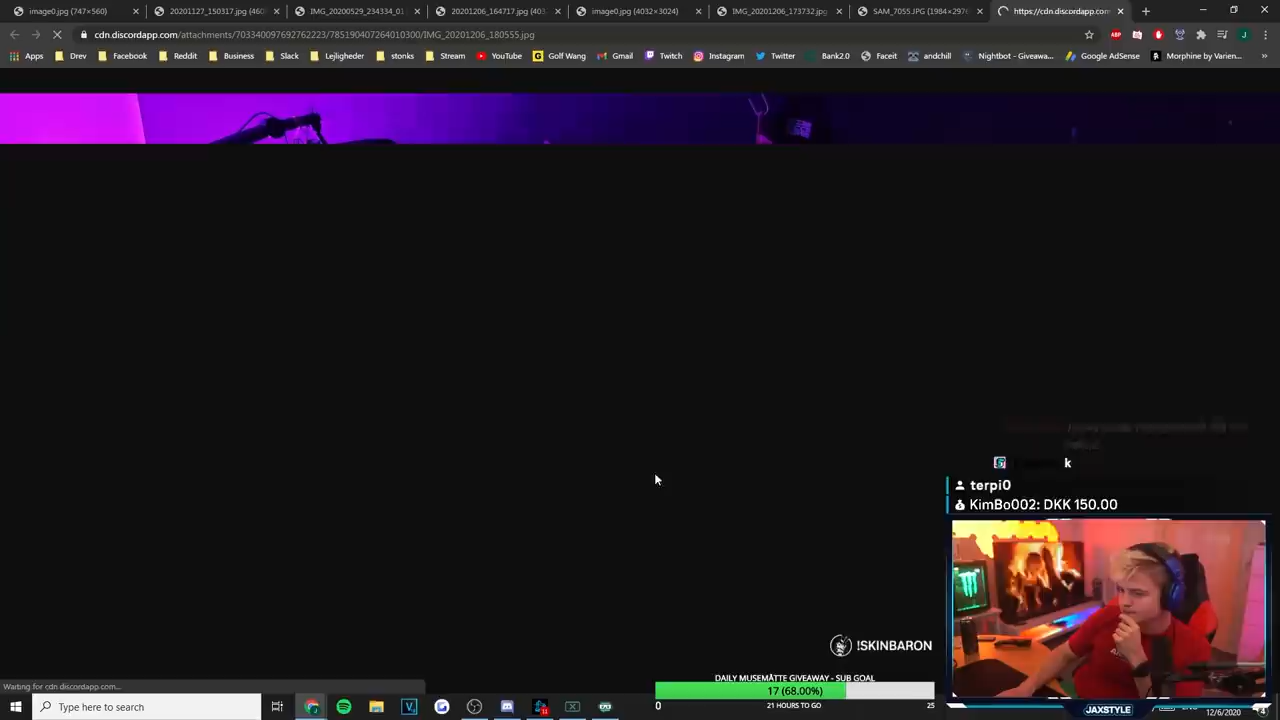 image0.jpg (747×560)
20201127_150317.jpg (460
IMG_20200529_234334_01
20201206_164717.jpg (403
image0.jpg (4032×3024)
IMG_20201206_173732.jpg
SAM_7055.JPG (1984×297
https://cdn.discordapp.com
cdn.discordapp.com/attachments/703340097692762223/785190407264010300/IMG_20201206_180555.jpg
Apps Drev Facebook Reddit Business Slack Lejligheder stonks Stream YouTube Golf Wang Gmail Twitch Instagram Twitter Bank2.0 Faceit andchill Nightbot - Giveawa... Google AdSense Morphine by Varien...
k
terpi0
KimBo002: DKK 150.00
!SKINBARON
DAILY MUSEMÅTTE GIVEAWAY - SUB GOAL
17 (68.00%)
0 21 HOURS TO GO 25
Waiting for cdn.discordapp.com...
Type here to search
JAXSTYLE
12/6/2020